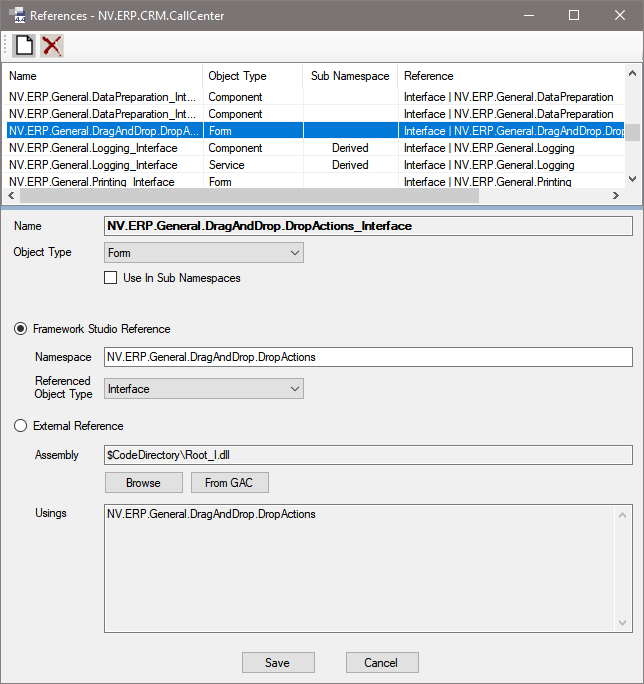 References - NV.ERP.CRM.CallCenter
Name Object Type Sub Namespace Reference
NV.ERP.General.DataPreparation_Int... Component Interface | NV.ERP.General.DataPreparation
NV.ERP.General.DataPreparation_Int... Component Interface | NV.ERP.General.DataPreparation
NV.ERP.General.DragAndDrop.DropA... Form Interface | NV.ERP.General.DragAndDrop.Drop
NV.ERP.General.Logging_Interface Component Derived Interface | NV.ERP.General.Logging
NV.ERP.General.Logging_Interface Service Derived Interface | NV.ERP.General.Logging
NV.ERP.General.Printing_Interface Form Interface | NV.ERP.General.Printing
Name NV.ERP.General.DragAndDrop.DropActions_Interface
Object Type Form
Use In Sub Namespaces
Framework Studio Reference
Namespace NV.ERP.General.DragAndDrop.DropActions
Referenced
Object Type Interface
External Reference
Assembly $CodeDirectory\Root_I.dll
Browse From GAC
Usings NV.ERP.General.DragAndDrop.DropActions
Save Cancel